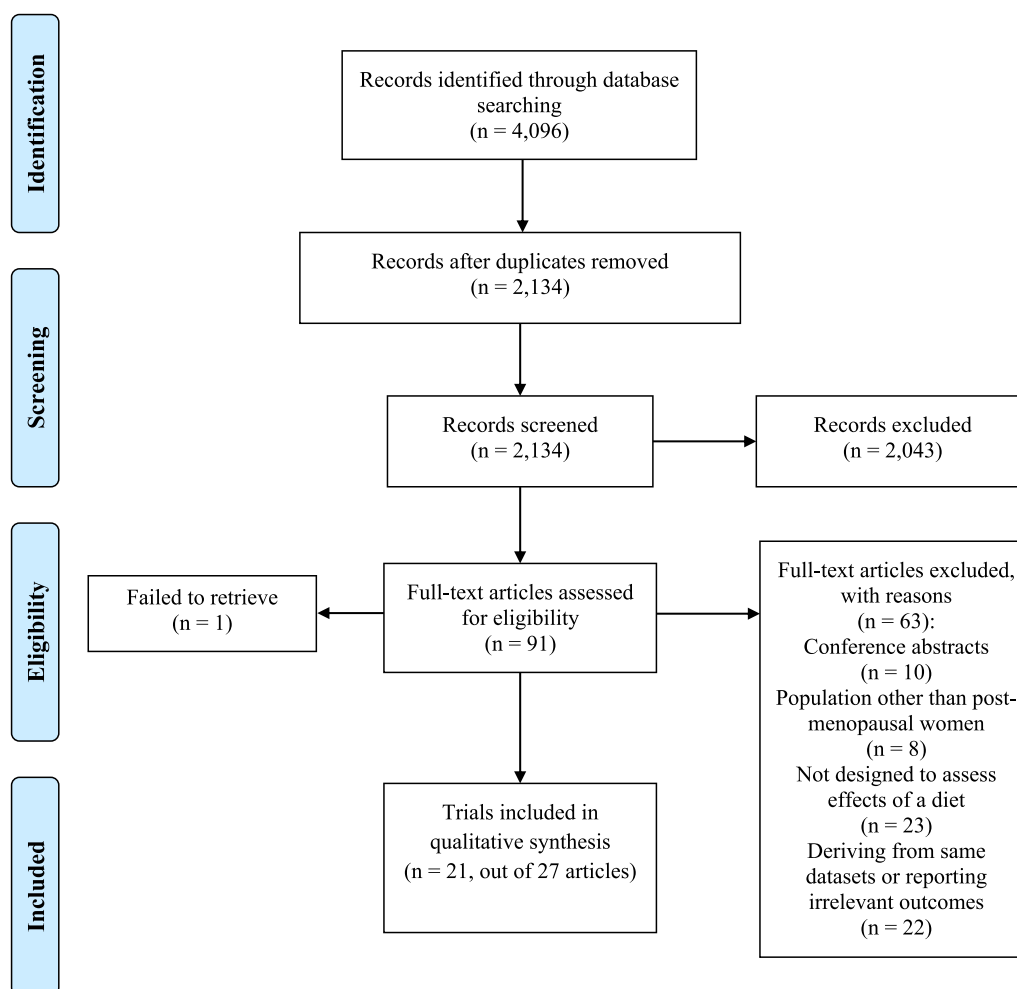 Identification
Records identified through database
searching
(n = 4,096)
Records after duplicates removed
(n = 2,134)
Screening
Records screened
(n = 2,134)
Records excluded
(n = 2,043)
Eligibility
Failed to retrieve
(n = 1)
Full-text articles assessed
for eligibility
(n = 91)
Full-text articles excluded,
with reasons
(n = 63):
Conference abstracts
(n = 10)
Population other than post-
menopausal women
(n = 8)
Not designed to assess
effects of a diet
(n = 23)
Deriving from same
datasets or reporting
irrelevant outcomes
(n = 22)
Included
Trials included in
qualitative synthesis
(n = 21, out of 27 articles)